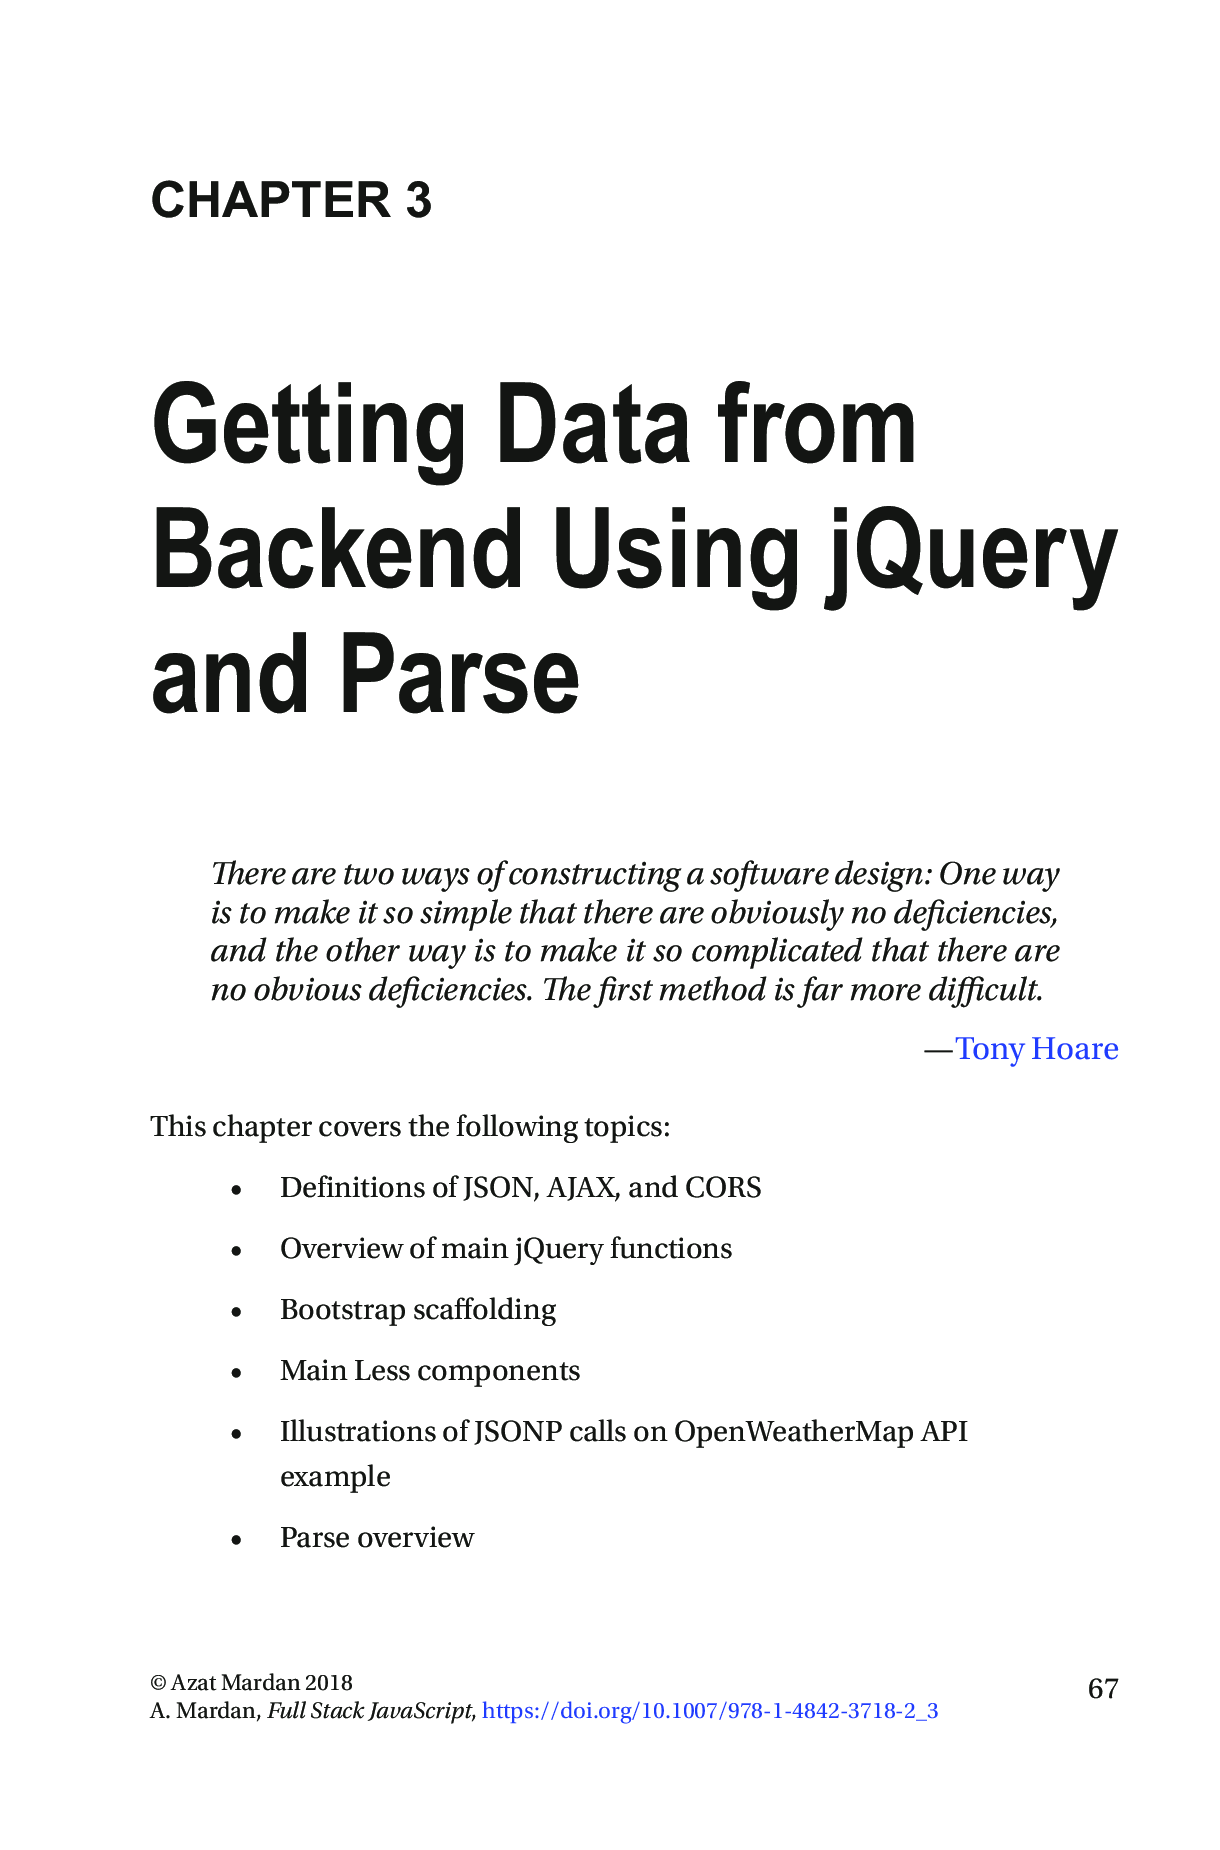 CHAPTER 3
Getting Data from
Backend Using jQuery
and Parse
There are two ways of constructing a software design: One way
is to make it so simple that there are obviously no deficiencies,
and the other way is to make it so complicated that there are
no obvious deficiencies. The first method is far more difficult.
—Tony Hoare
This chapter covers the following topics:
• Definitions of JSON, AJAX, and CORS
• Overview of main jQuery functions
• Bootstrap scaffolding
• Main Less components
• Illustrations of JSONP calls on OpenWeatherMap API
example
• Parse overview
© Azat Mardan 2018
67
A. Mardan, Full Stack JavaScript, https://doi.org/10.1007/978-1-4842-3718-2_3